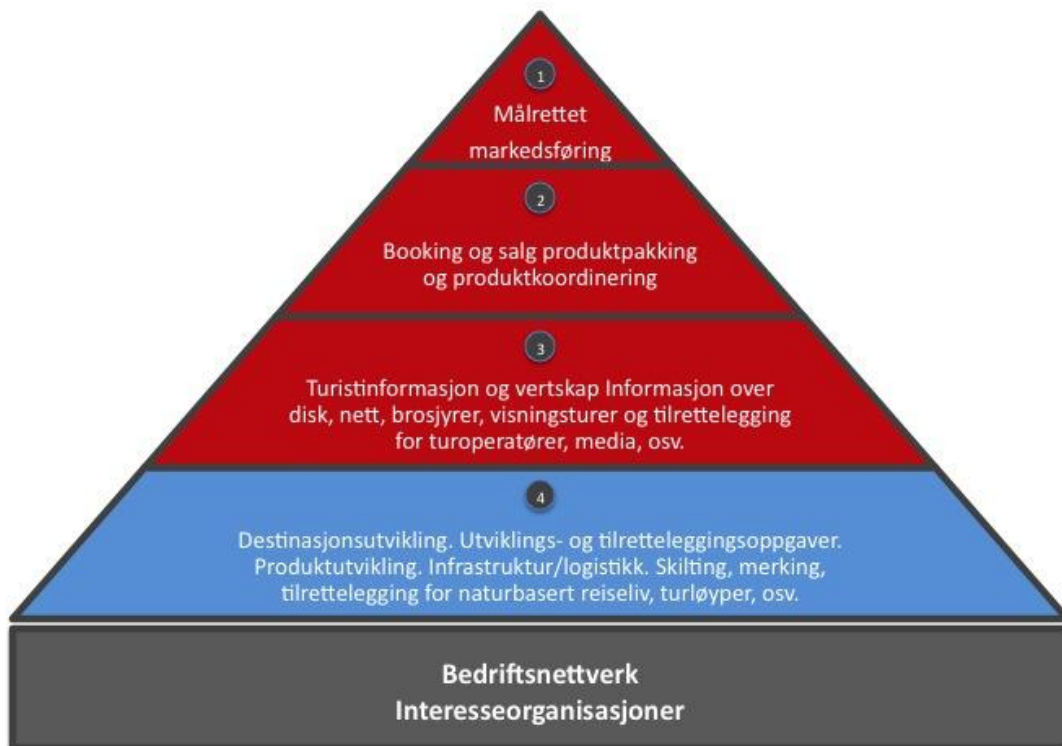 1
Målrettet
markedsføring
2
Booking og salg produktpakking
og produktkoordinering
3
Turistinformasjon og vertskap Informasjon over
disk, nett, brosjyrer, visningsturer og tilrettelegging
for turoperatører, media, osv.
4
Destinasjonsutvikling. Utviklings- og tilretteleggingsoppgaver.
Produktutvikling. Infrastruktur/logistikk. Skilting, merking,
tilrettelegging for naturbasert reiseliv, turløyper, osv.
Bedriftsnettverk
Interesseorganisasjoner